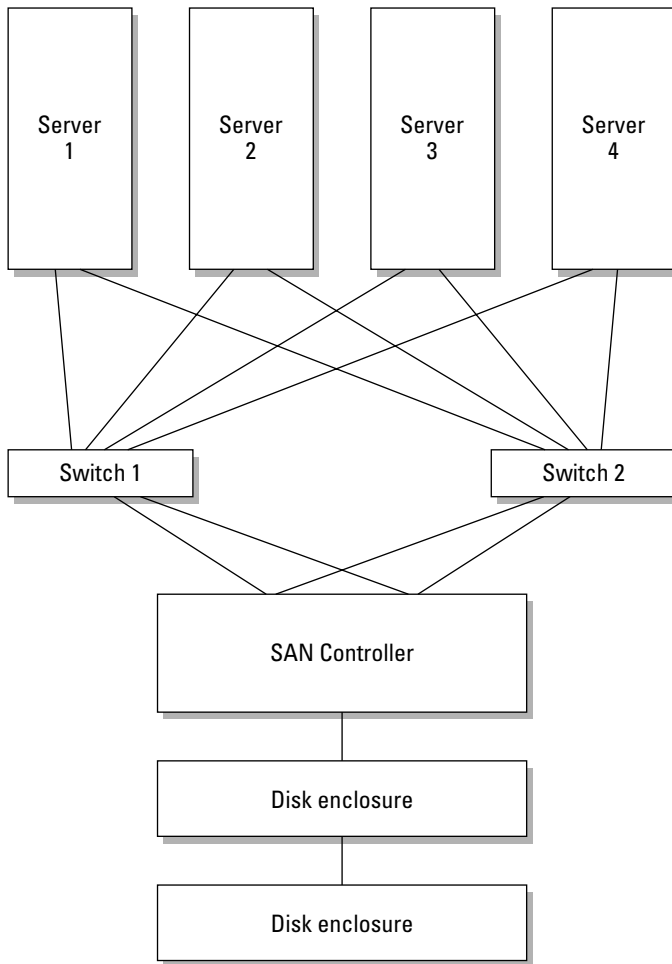 Server
1
Server
2
Server
3
Server
4
Switch 1
Switch 2
SAN Controller
Disk enclosure
Disk enclosure